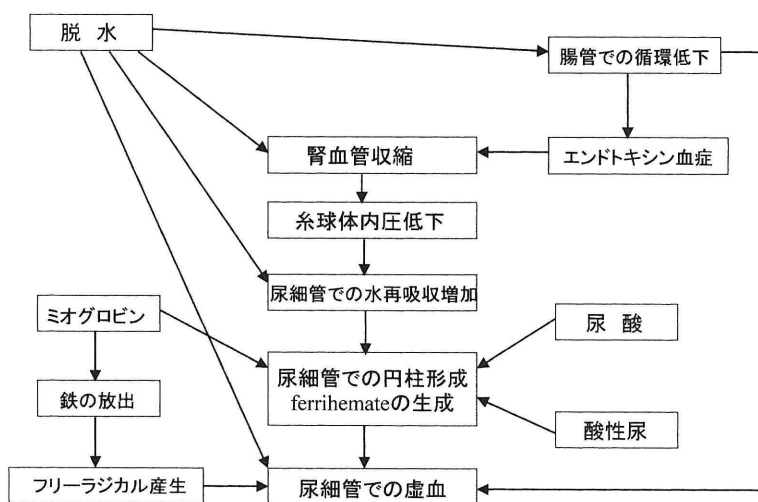 脱 水
腸管での循環低下
腎血管収縮
エンドトキシン血症
糸球体内圧低下
尿細管での水再吸収増加
ミオグロビン
尿 酸
尿細管での円柱形成
ferrihemateの生成
鉄の放出
酸性尿
フリーラジカル産生
尿細管での虚血